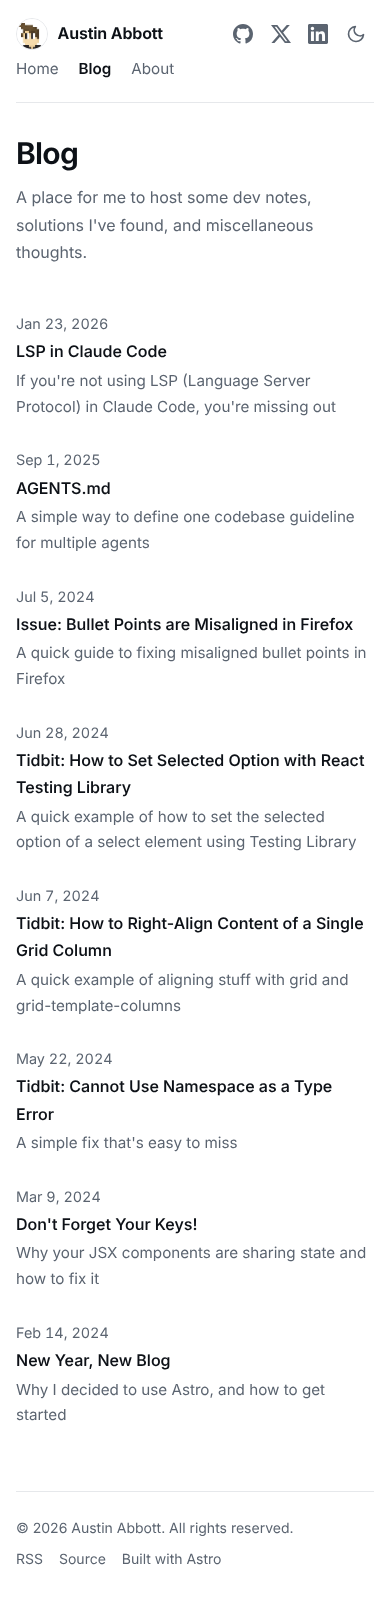 Austin Abbott
Home Blog About
Blog
A place for me to host some dev notes,
solutions I've found, and miscellaneous
thoughts.
Jan 23, 2026
LSP in Claude Code
If you're not using LSP (Language Server
Protocol) in Claude Code, you're missing out
Sep 1, 2025
AGENTS.md
A simple way to define one codebase guideline
for multiple agents
Jul 5, 2024
Issue: Bullet Points are Misaligned in Firefox
A quick guide to fixing misaligned bullet points in
Firefox
Jun 28, 2024
Tidbit: How to Set Selected Option with React
Testing Library
A quick example of how to set the selected
option of a select element using Testing Library
Jun 7, 2024
Tidbit: How to Right-Align Content of a Single
Grid Column
A quick example of aligning stuff with grid and
grid-template-columns
May 22, 2024
Tidbit: Cannot Use Namespace as a Type
Error
A simple fix that's easy to miss
Mar 9, 2024
Don't Forget Your Keys!
Why your JSX components are sharing state and
how to fix it
Feb 14, 2024
New Year, New Blog
Why I decided to use Astro, and how to get
started
© 2026 Austin Abbott. All rights reserved.
RSS Source Built with Astro